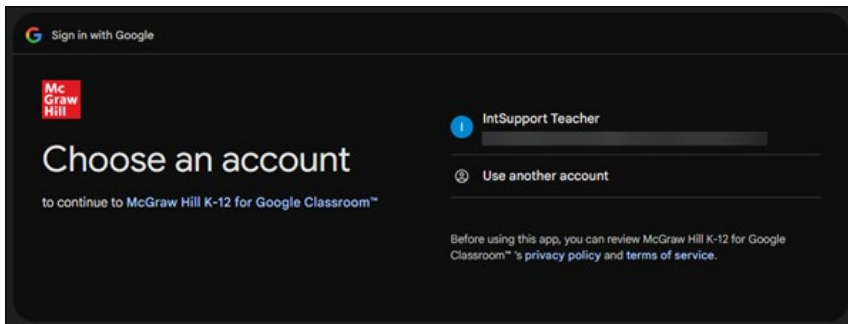 Sign in with Google
Mc
Graw
Hill
Choose an account
to continue to McGraw Hill K-12 for Google Classroom™
I
IntSupport Teacher
Use another account
Before using this app, you can review McGraw Hill K-12 for Google
Classroom™ 's privacy policy and terms of service.